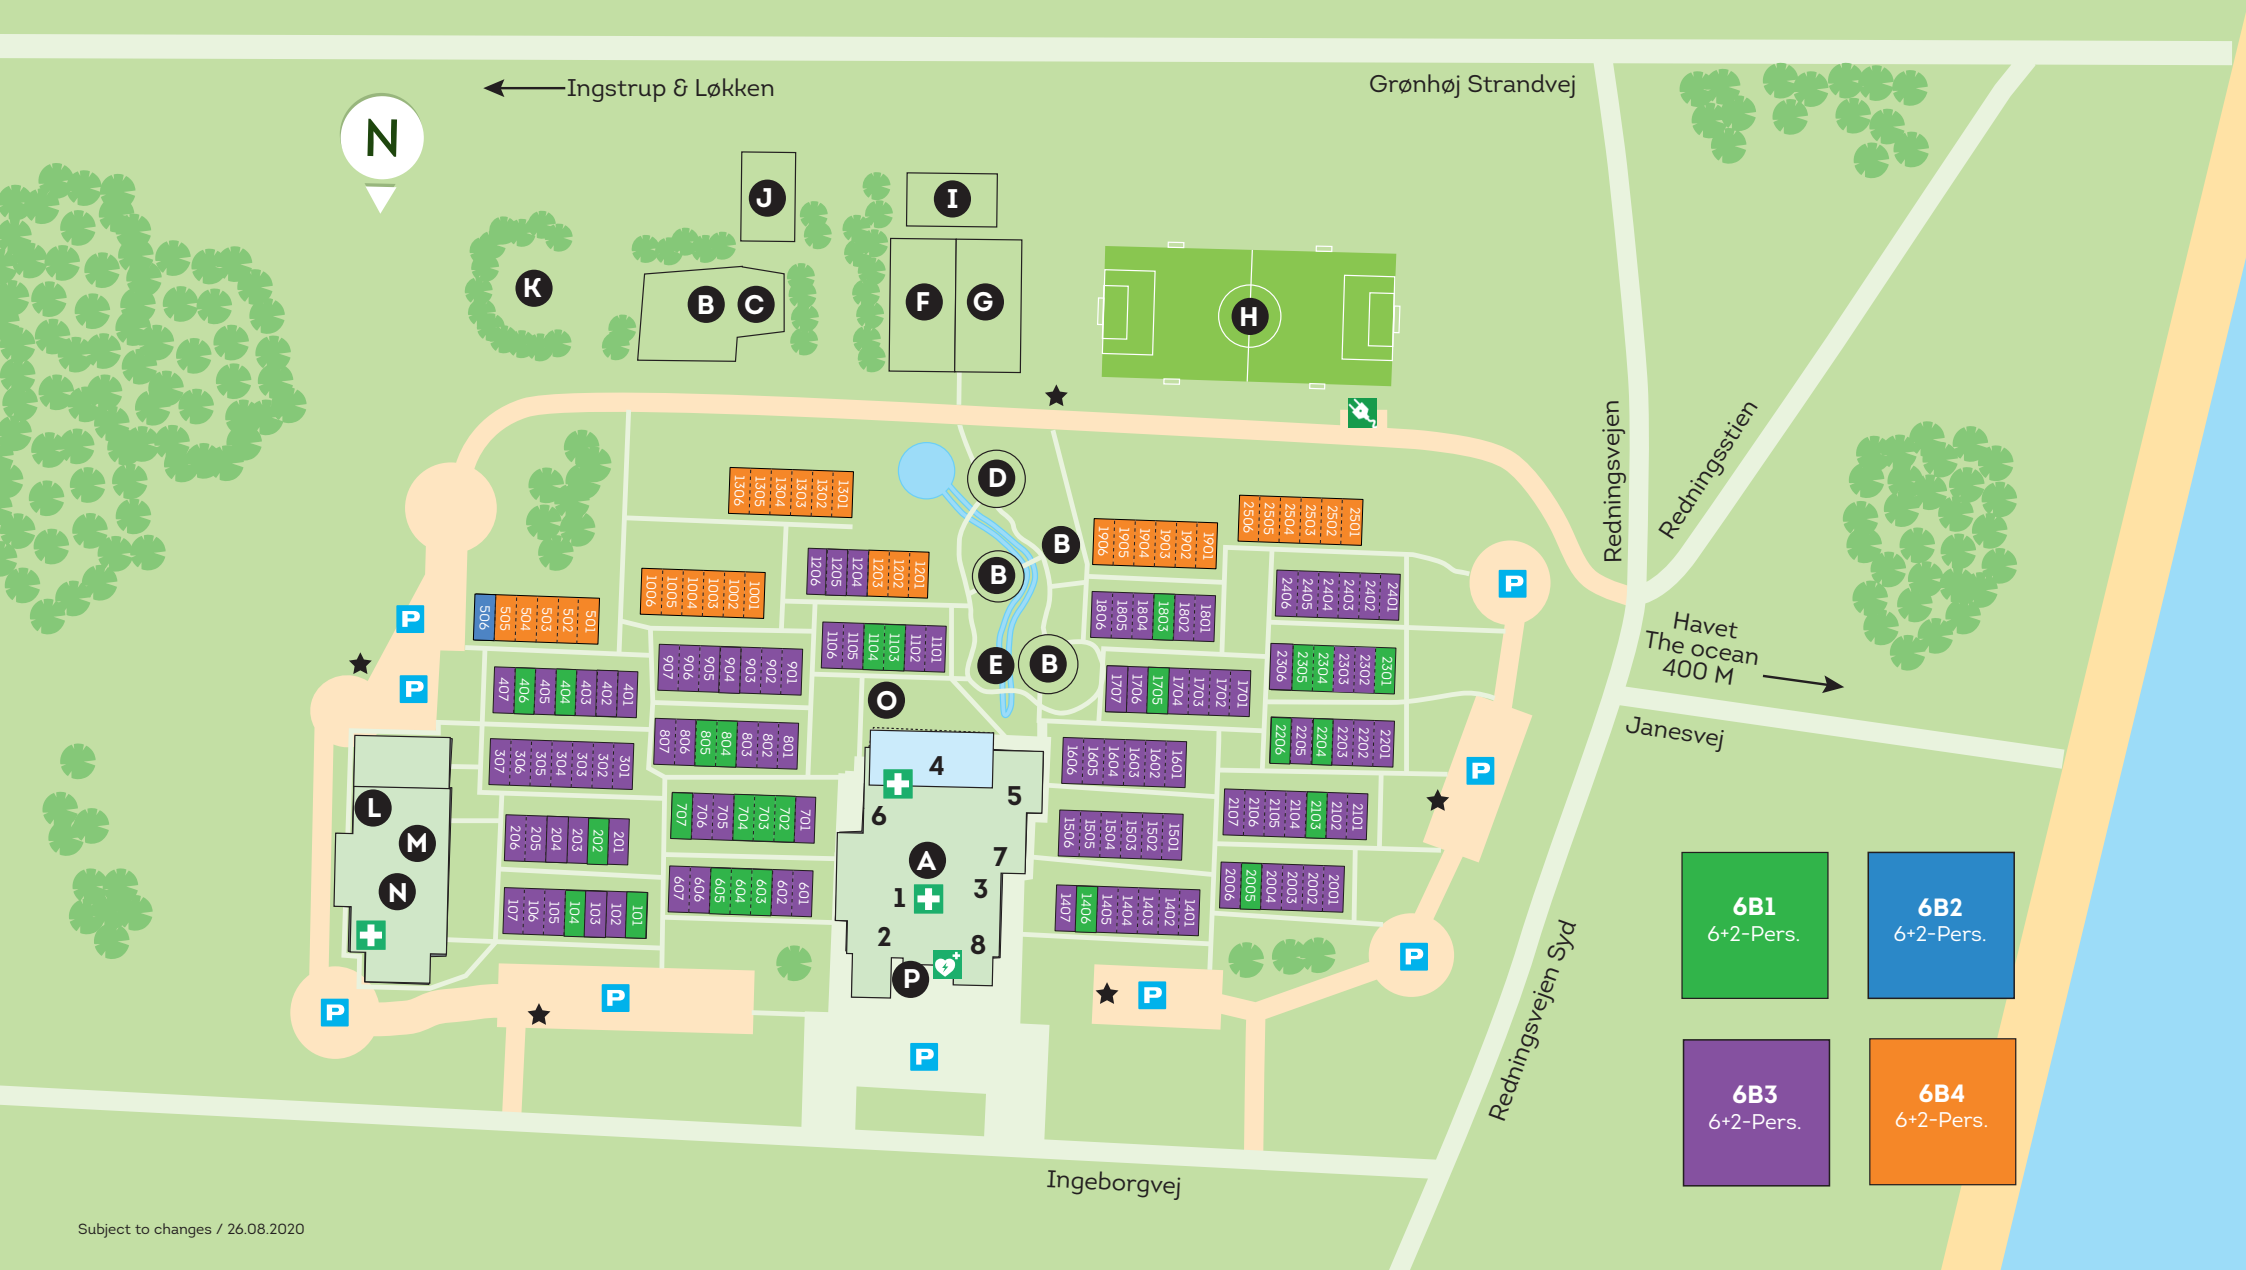 Ingstrup & Løkken
Grønhøj Strandvej
N
J
I
K
B
C
F
G
H
Redningsvejen
Redningsstien
D
B
B
B
E
1306 1305 1304 1303 1302 1301
2506 2505 2504 2503 2502 2501
1906 1905 1904 1903 1902 1901
1206 1205 1204 1203 1202 1201
1006 1005 1004 1003 1002 1001
2406 2405 2404 2403 2402 2401
506 505 504 503 502 501
1806 1805 1804 1803 1802 1801
1106 1105 1104 1103 1102 1101
907 906 905 904 903 902 901
2306 2305 2304 2303 2302 2301
407 406 405 404 403 402 401
1707 1706 1705 1704 1703 1702 1701
807 806 805 804 803 802 801
2206 2205 2204 2203 2202 2201
307 306 305 304 303 302 301
1606 1605 1604 1603 1602 1601
707 706 705 704 703 702 701
2107 2106 2105 2104 2103 2102 2101
206 205 204 203 202 201
1506 1505 1504 1503 1502 1501
607 606 605 604 603 602 601
2006 2005 2004 2003 2002 2001
107 106 105 104 103 102 101
1407 1406 1405 1404 1403 1402 1401
P
P
P
P
P
P
P
P
P
O
4
5
6
A
7
1
3
2
8
P
L
M
N
Havet
The ocean
400 M
Janesvej
Redningsvejen Syd
Ingeborgvej
6B1
6+2-Pers.
6B2
6+2-Pers.
6B3
6+2-Pers.
6B4
6+2-Pers.
Subject to changes / 26.08.2020